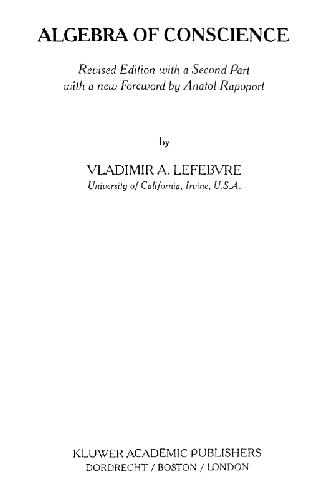 ALGEBRA OF CONSCIENCE
Revised Edition with a Second Part
with a new Foreword by Anatol Rapoport
by
VLADIMIR A. LEFEBVRE
University of California, Irvine, U.S.A.
KLUWER ACADEMIC PUBLISHERS
DORDRECHT / BOSTON / LONDON